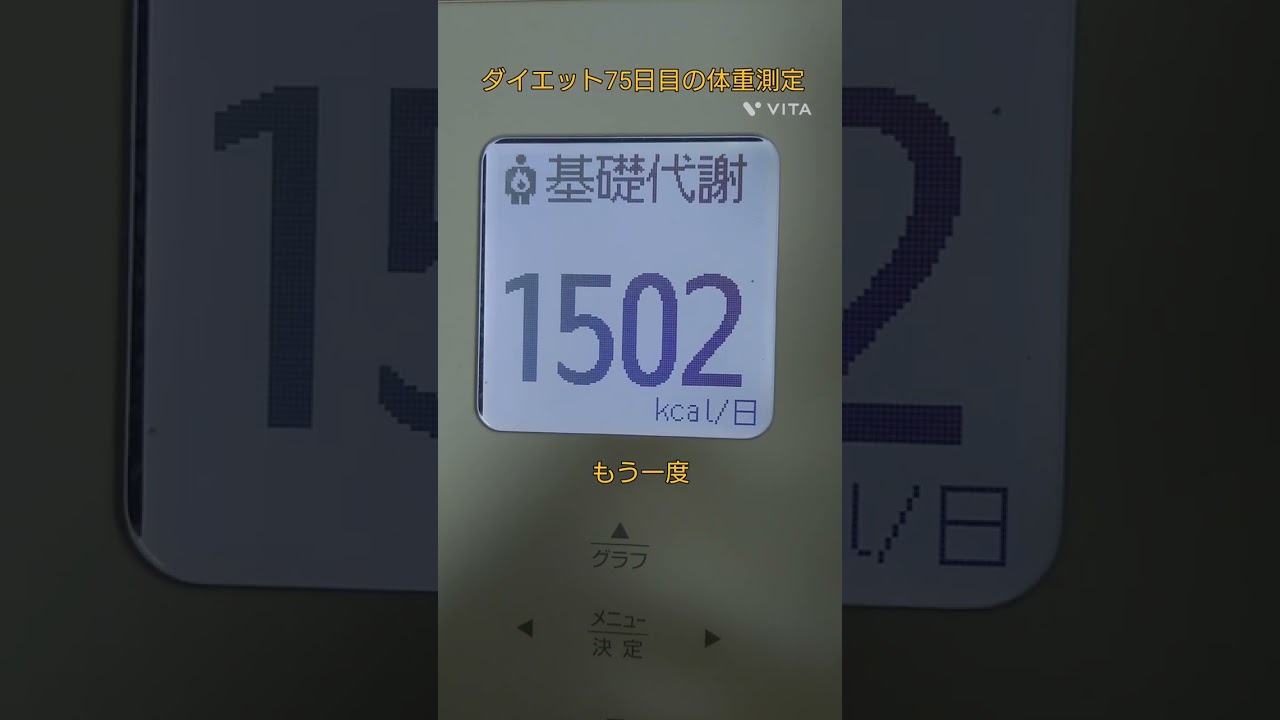 ダイエット75日目の体重測定
VITA
基礎代謝
1502
kcal/日
もう一度
▲
グラフ
◀ メニュー ▶
決定